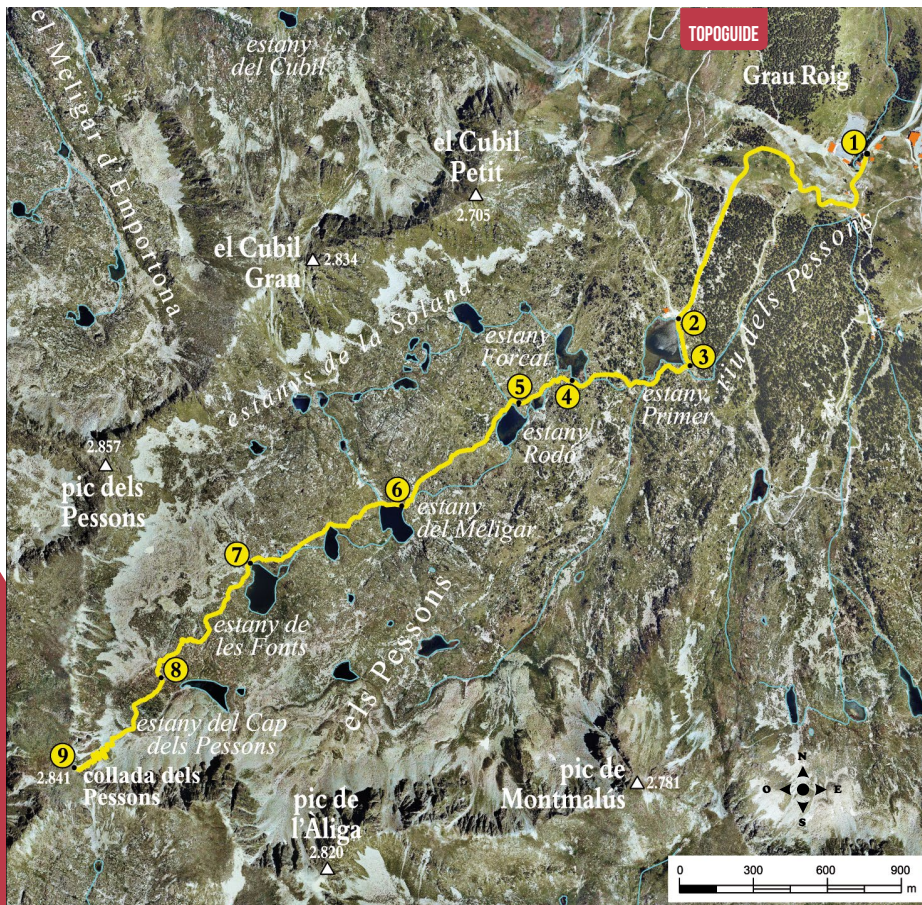 TOPOGUIDE
el Meligar d'Emportona
estany
del Cubil
Grau Roig
1
el Cubil
Petit
2.705
el Cubil
Gran
2.834
riu dels Pessons
estanys de la Solana
estany
Forcat
2
3
5
4
estany
Primer
estany
Rodó
2.857
pic dels
Pessons
6
estany
del Meligar
7
estany de
les Fonts
els Pessons
8
estany del Cap
dels Pessons
9
2.841
collada dels
Pessons
pic de
l'Àliga
2.820
pic de
Montmalús
2.781
N
O E
S
0 300 600 900
m